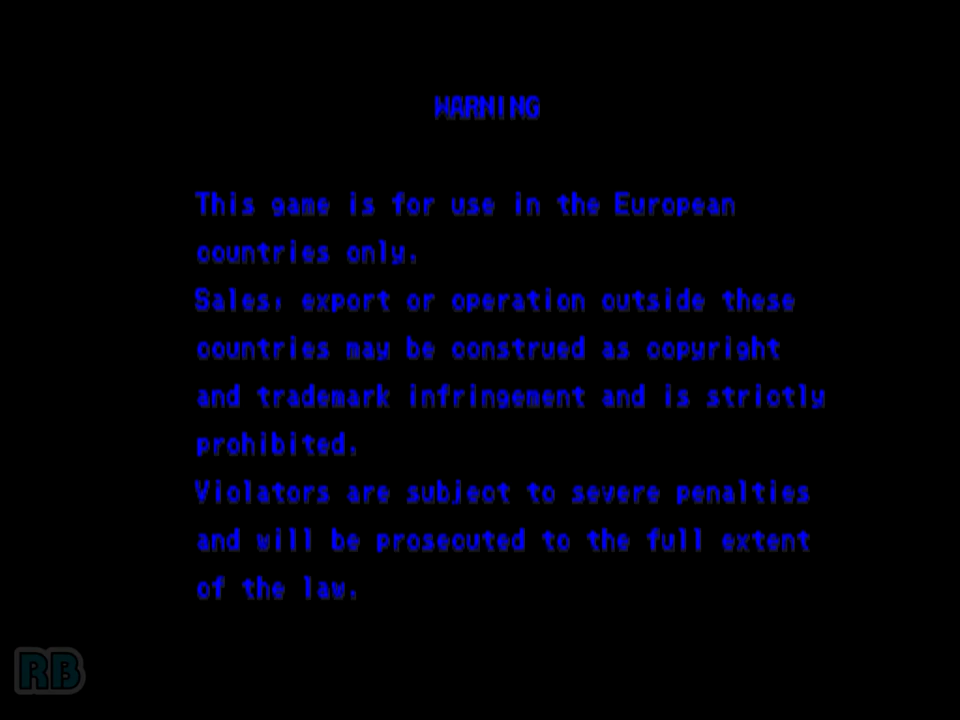 WARNING
This game is for use in the European
countries only.
Sales, export or operation outside these
countries may be construed as copyright
and trademark infringement and is strictly
prohibited.
Violators are subject to severe penalties
and will be prosecuted to the full extent
of the law.
RB